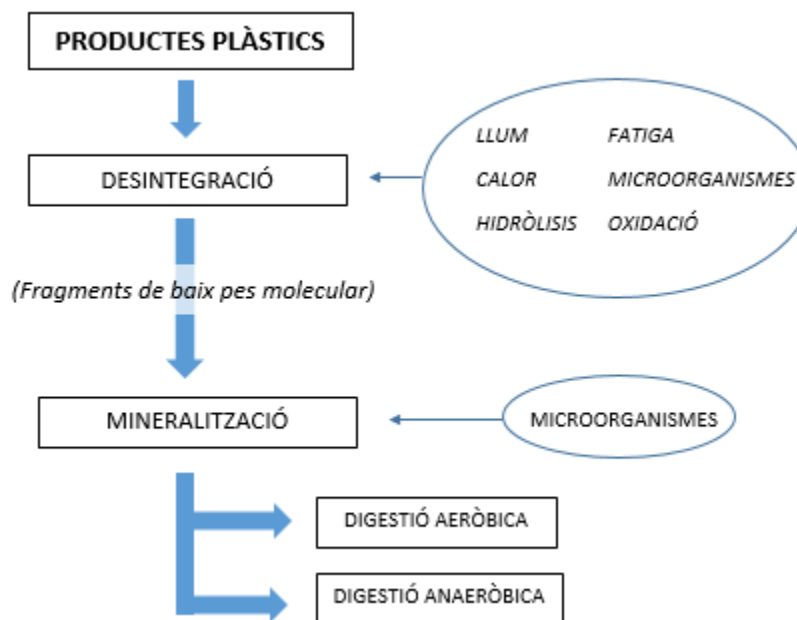 PRODUCTES PLÀSTICS
DESINTEGRACIÓ
LLUM FATIGA
CALOR MICROORGANISMES
HIDRÒLISIS OXIDACIÓ
(Fragments de baix pes molecular)
MINERALITZACIÓ
MICROORGANISMES
DIGESTIÓ AERÒBICA
DIGESTIÓ ANAERÒBICA